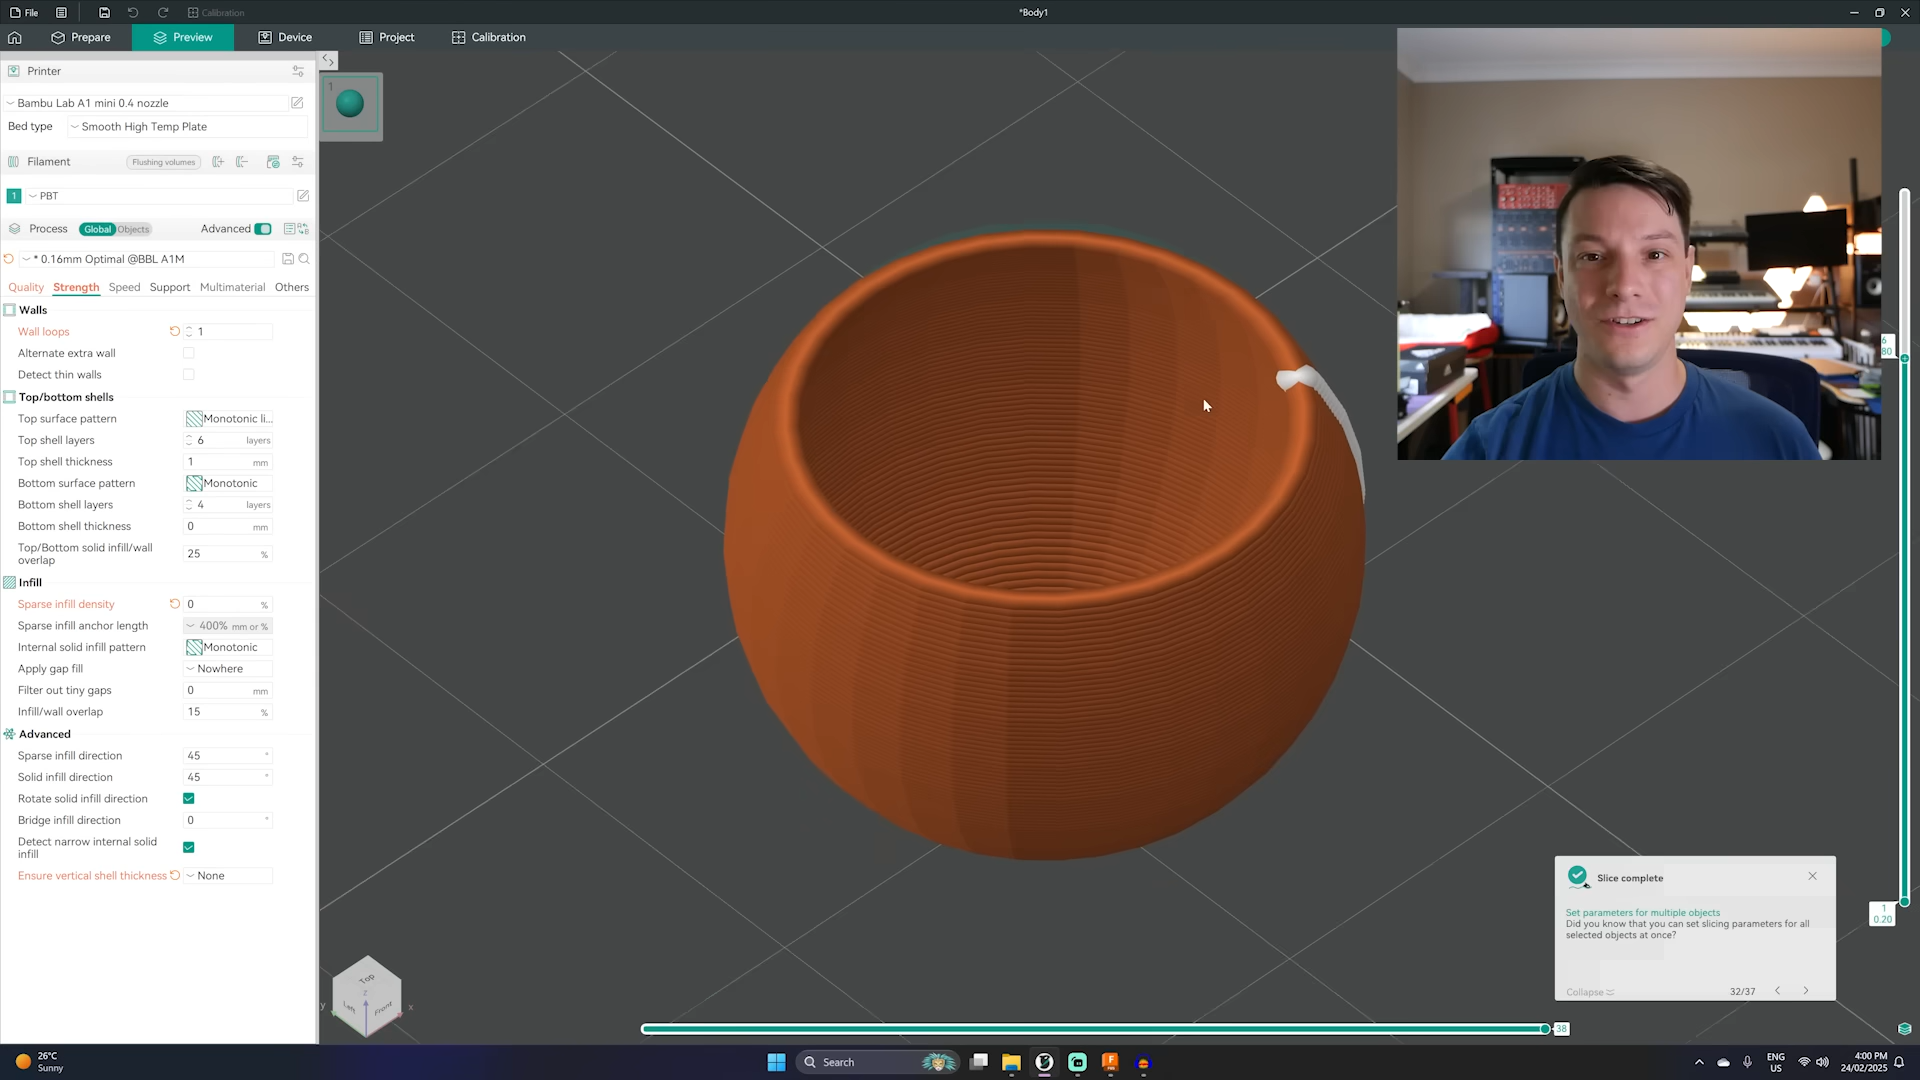 File
Calibration
*Body1
Prepare
Preview
Device
Project
Calibration
Printer
Bambu Lab A1 mini 0.4 nozzle
Bed type
Smooth High Temp Plate
Filament
Flushing volumes
1
PBT
Process
Global
Objects
Advanced
* 0.16mm Optimal @BBL A1M
Quality
Strength
Speed
Support
Multimaterial
Others
Walls
Wall loops
1
Alternate extra wall
Detect thin walls
Top/bottom shells
Top surface pattern
Monotonic li...
Top shell layers
6 layers
Top shell thickness
1 mm
Bottom surface pattern
Monotonic
Bottom shell layers
4 layers
Bottom shell thickness
0 mm
Top/Bottom solid infill/wall
overlap
25 %
Infill
Sparse infill density
0 %
Sparse infill anchor length
400% mm or %
Internal solid infill pattern
Monotonic
Apply gap fill
Nowhere
Filter out tiny gaps
0 mm
Infill/wall overlap
15 %
Advanced
Sparse infill direction
45 °
Solid infill direction
45 °
Rotate solid infill direction
Bridge infill direction
0 °
Detect narrow internal solid
infill
Ensure vertical shell thickness
None
1
Top
Left
Front
y
z
x
6
80
1
0.20
Slice complete
Set parameters for multiple objects
Did you know that you can set slicing parameters for all
selected objects at once?
Collapse
32/37
38
26°C
Sunny
Search
ENG
US
4:00 PM
24/02/2025